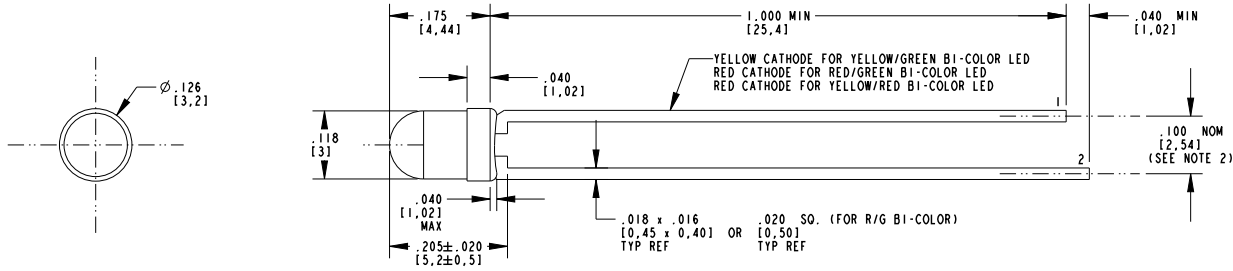 .175
[4,44]
1.000 MIN
[25,4]
.040 MIN
[1,02]
YELLOW CATHODE FOR YELLOW/GREEN BI-COLOR LED
RED CATHODE FOR RED/GREEN BI-COLOR LED
RED CATHODE FOR YELLOW/RED BI-COLOR LED
.040
[1,02]
Ø.126
[3,2]
1
.118
[3]
.100 NOM
[2,54]
(SEE NOTE 2)
2
.040
[1,02]
MAX
.018 x .016
[0,45 x 0,40] OR
TYP REF
.020 SQ. (FOR R/G BI-COLOR)
[0,50]
TYP REF
.205±.020
[5,2±0,5]